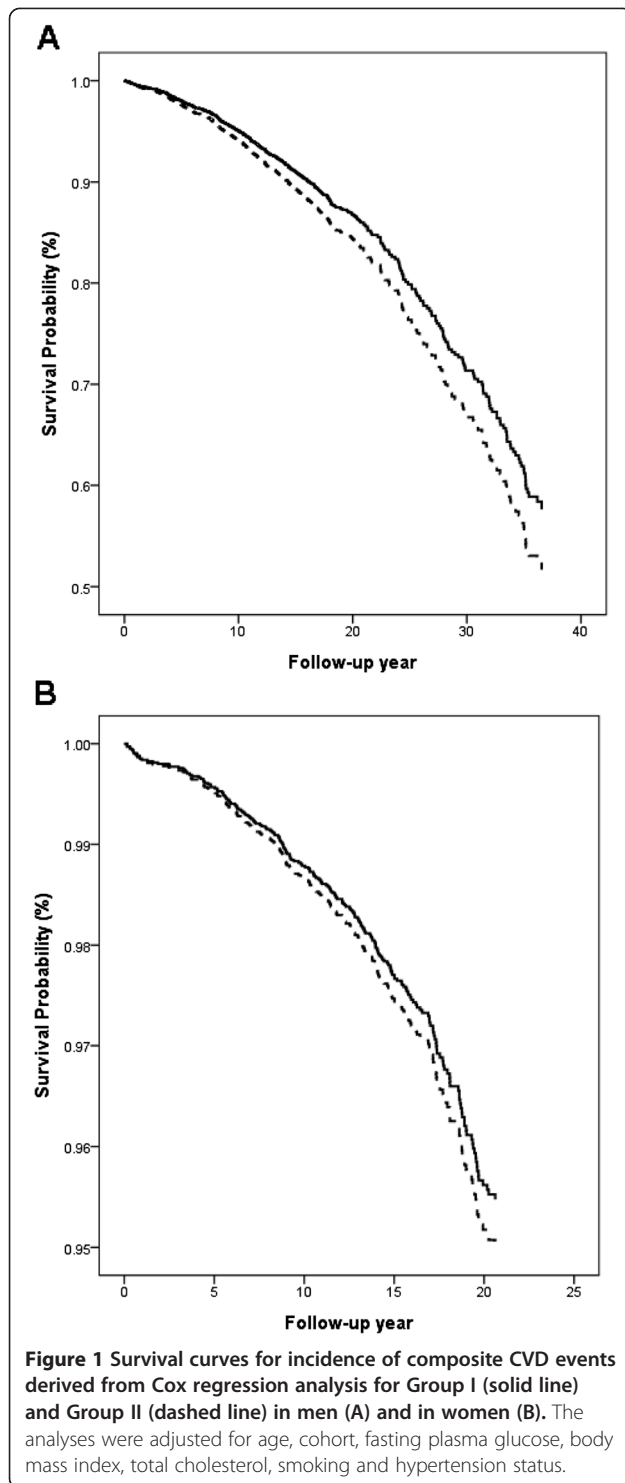 A
1.0
0.9
0.8
0.7
0.6
0.5
Survival Probability (%)
0 10 20 30 40
Follow-up year
B
1.00
0.99
0.98
0.97
0.96
0.95
Survival Probability (%)
0 5 10 15 20 25
Follow-up year
Figure 1 Survival curves for incidence of composite CVD events
derived from Cox regression analysis for Group I (solid line)
and Group II (dashed line) in men (A) and in women (B). The
analyses were adjusted for age, cohort, fasting plasma glucose, body
mass index, total cholesterol, smoking and hypertension status.